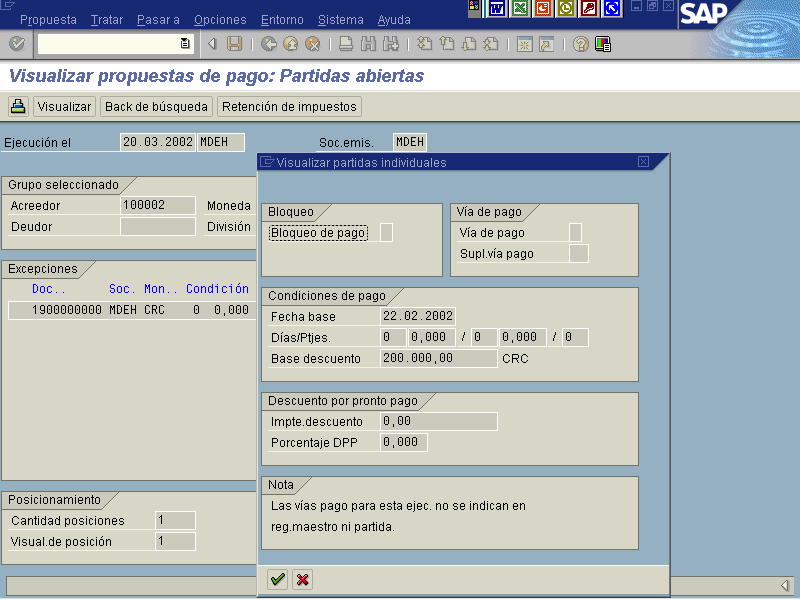 Propuesta Tratar Pasar a Opciones Entorno Sistema Ayuda
SAP
Visualizar propuestas de pago: Partidas abiertas
Visualizar Back de búsqueda Retención de impuestos
Ejecución el 20.03.2002 MDEH Soc.emis. MDEH
Grupo seleccionado
Acreedor 100002 Moneda
Deudor División
Excepciones
Doc.. Soc. Mon.. Condición
1900000000 MDEH CRC 0 0,000
Posicionamiento
Cantidad posiciones 1
Visual.de posición 1
Visualizar partidas individuales
Bloqueo
Bloqueo de pago
Vía de pago
Vía de pago
Supl.vía pago
Condiciones de pago
Fecha base 22.02.2002
Días/Ptjes. 0 0,000 / 0 0,000 / 0
Base descuento 200.000,00 CRC
Descuento por pronto pago
Impte.descuento 0,00
Porcentaje DPP 0,000
Nota
Las vías pago para esta ejec. no se indican en
reg.maestro ni partida.